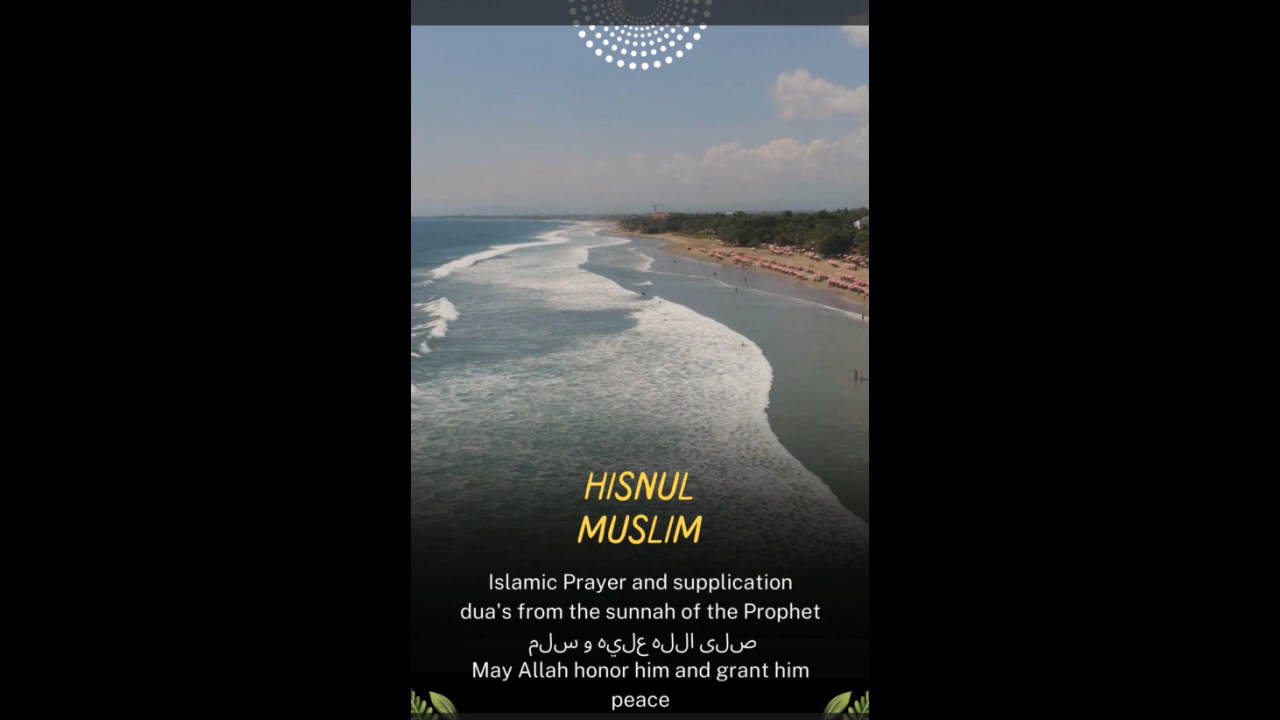 HISNUL
MUSLIM
Islamic Prayer and supplication
dua's from the sunnah of the Prophet
صلى الله عليه و سلم
May Allah honor him and grant him
peace